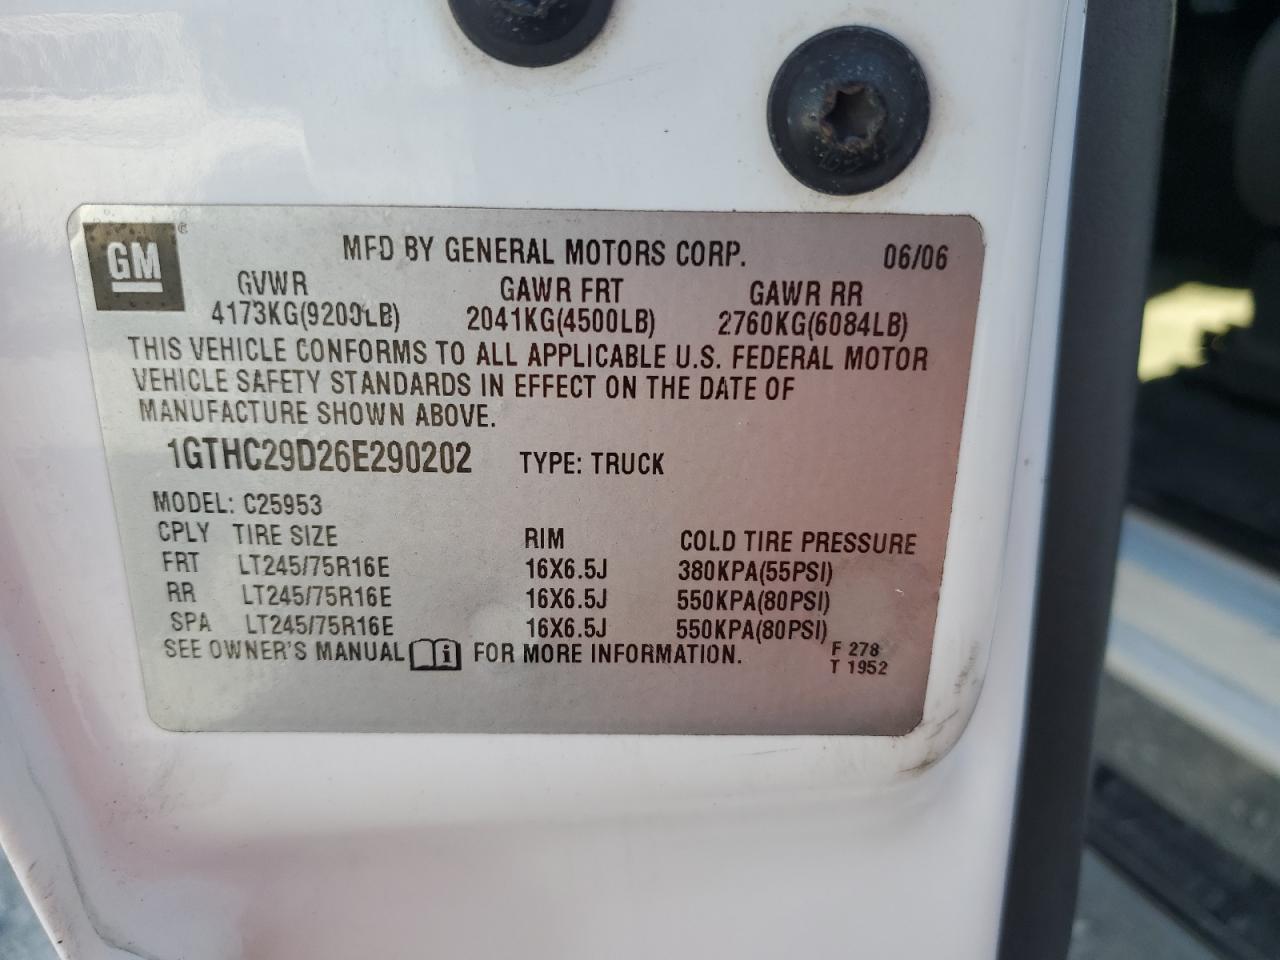 GM ®
MFD BY GENERAL MOTORS CORP. 06/06
GVWR GAWR FRT GAWR RR
4173KG(9200LB) 2041KG(4500LB) 2760KG(6084LB)
THIS VEHICLE CONFORMS TO ALL APPLICABLE U.S. FEDERAL MOTOR
VEHICLE SAFETY STANDARDS IN EFFECT ON THE DATE OF
MANUFACTURE SHOWN ABOVE.
1GTHC29D26E290202 TYPE: TRUCK
MODEL: C25953
CPLY TIRE SIZE RIM COLD TIRE PRESSURE
FRT LT245/75R16E 16X6.5J 380KPA(55PSI)
RR LT245/75R16E 16X6.5J 550KPA(80PSI)
SPA LT245/75R16E 16X6.5J 550KPA(80PSI)
SEE OWNER'S MANUAL i FOR MORE INFORMATION. F 278
T 1952